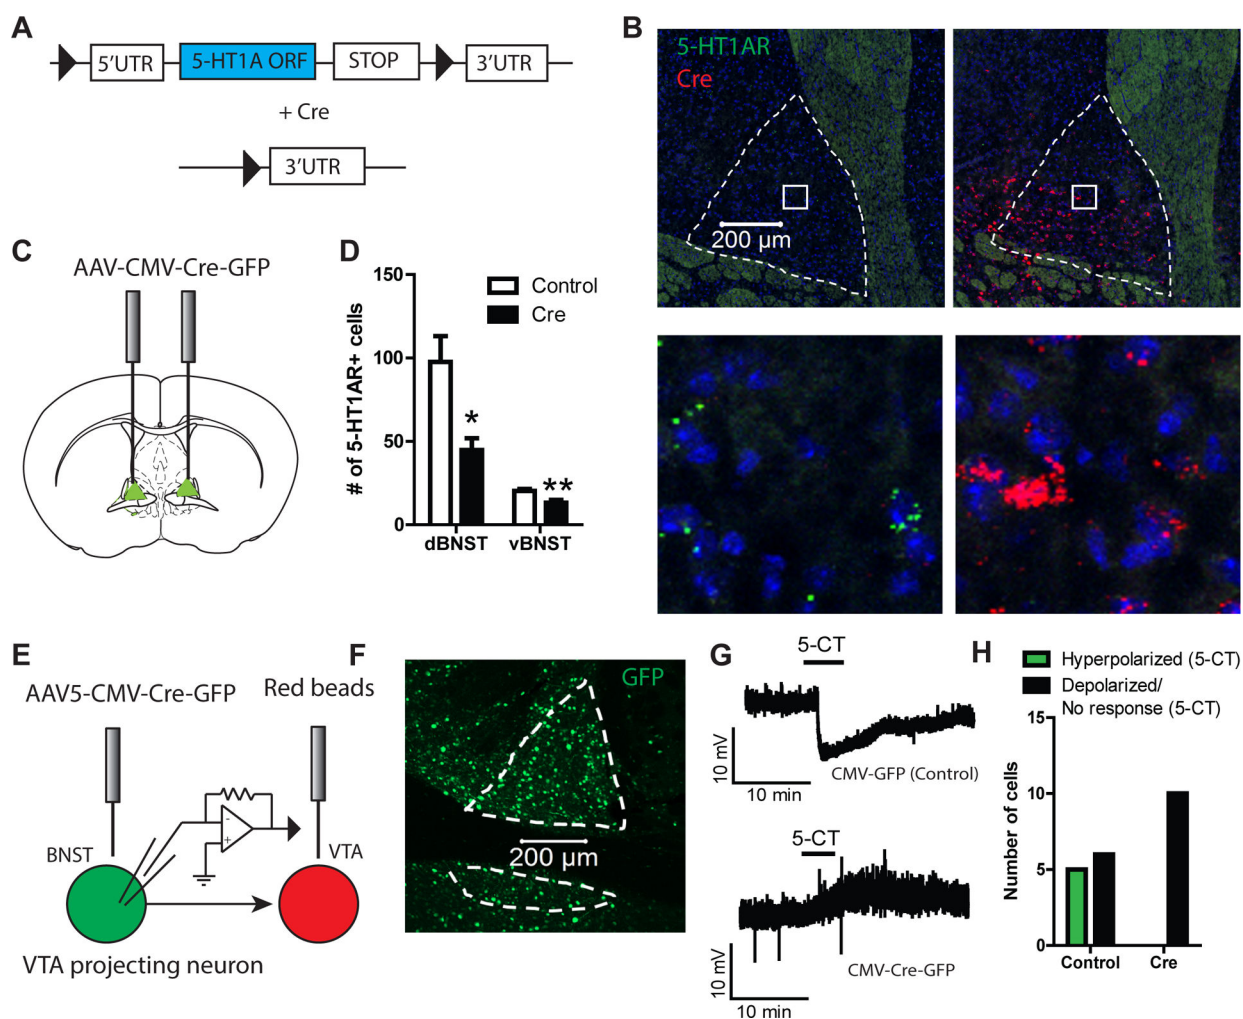 A
5'UTR
5-HT1A ORF
STOP
3'UTR
+ Cre
3'UTR
B
5-HT1AR
Cre
200 µm
C
AAV-CMV-Cre-GFP
D
150
100
50
0
# of 5-HT1AR+ cells
Control
Cre
*
**
dBNST
vBNST
E
AAV5-CMV-Cre-GFP
Red beads
BNST
-
+
VTA
VTA projecting neuron
F
GFP
200 µm
G
5-CT
10 mV
10 min
CMV-GFP (Control)
5-CT
10 mV
10 min
CMV-Cre-GFP
H
Hyperpolarized (5-CT)
Depolarized/
No response (5-CT)
15
10
5
0
Number of cells
Control
Cre